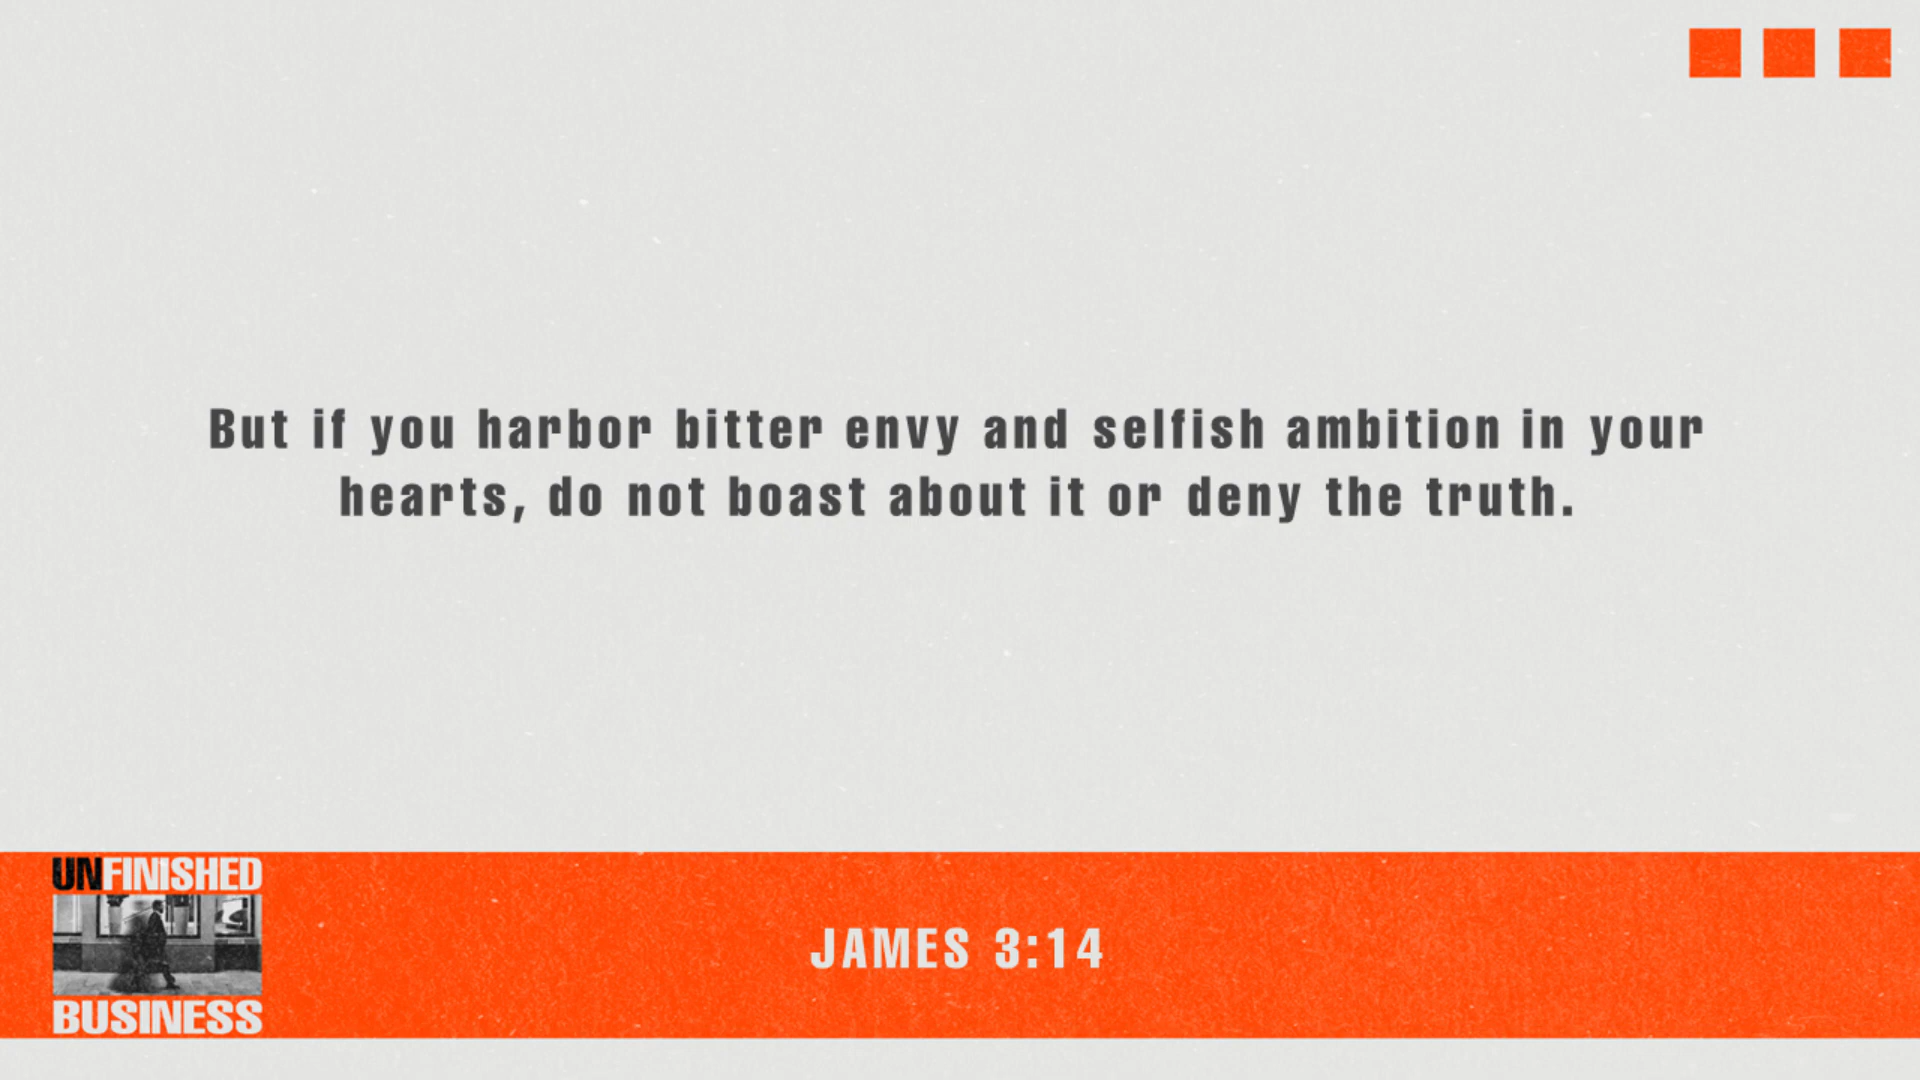 But if you harbor bitter envy and selfish ambition in your
hearts, do not boast about it or deny the truth.
UNFINISHED
BUSINESS
JAMES 3:14